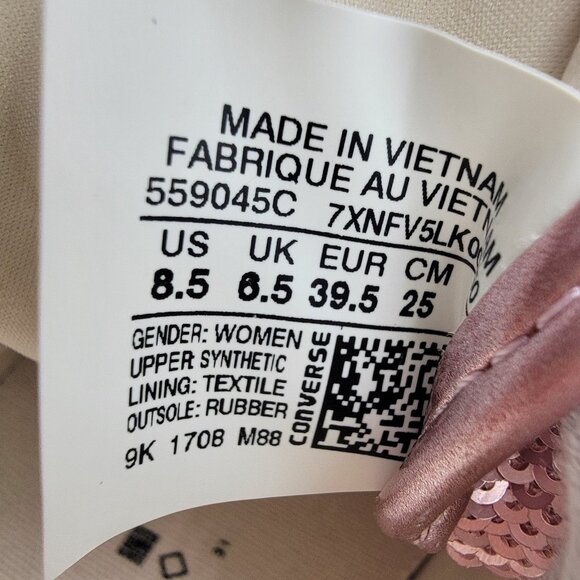 MADE IN VIETNAM
FABRIQUE AU VIETNAM
559045C 7XNFV5LK0
US UK EUR CM
8.5 6.5 39.5 25
GENDER: WOMEN
UPPER: SYNTHETIC
LINING: TEXTILE
OUTSOLE: RUBBER
9K 1708 M88
CONVERSE